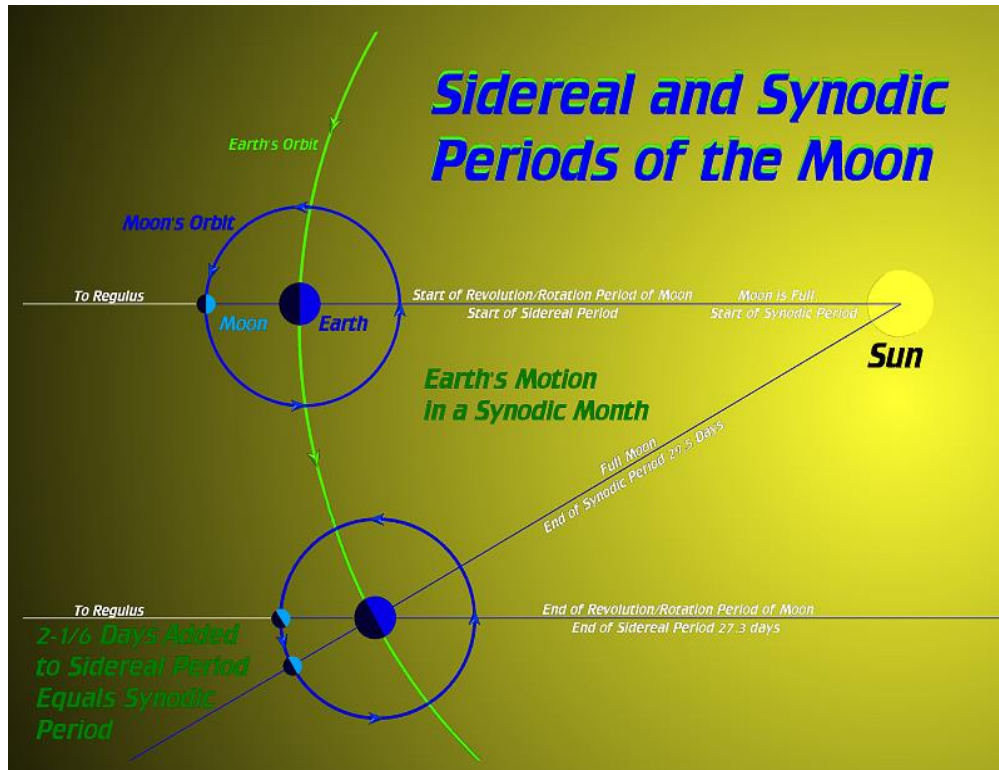 Sidereal and Synodic
Periods of the Moon
Earth's Orbit
Moon's Orbit
To Regulus
Start of Revolution/Rotation Period of Moon
Start of Sidereal Period
Moon is Full
Start of Synodic Period
Moon
Earth
Sun
Earth's Motion
in a Synodic Month
Full Moon
End of Synodic Period 29.5 Days
To Regulus
End of Revolution/Rotation Period of Moon
End of Sidereal Period 27.3 days
2-1/6 Days Added
to Sidereal Period
Equals Synodic
Period